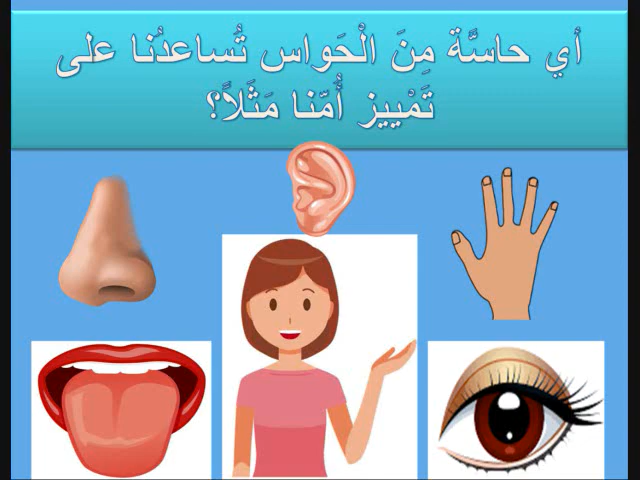 أي حاسَّة مِنَ الْحَواس تُساعدُنا على
تَمْييز أُمّنا مَثَلاً؟